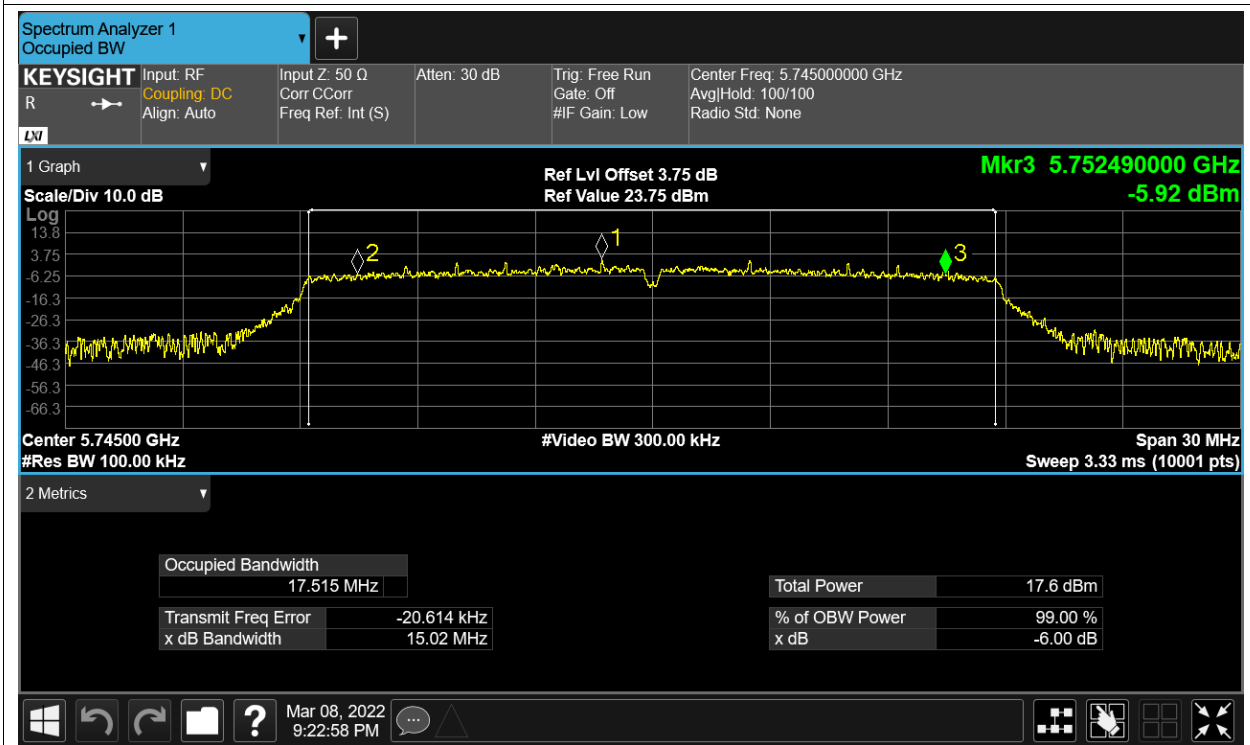 Spectrum Analyzer 1
Occupied BW
KEYSIGHT
R
LXI
Input: RF
Coupling: DC
Align: Auto
Input Z: 50 Ω
Corr CCorr
Freq Ref: Int (S)
Atten: 30 dB
Trig: Free Run
Gate: Off
#IF Gain: Low
Center Freq: 5.745000000 GHz
Avg|Hold: 100/100
Radio Std: None
1 Graph
Scale/Div 10.0 dB
Ref Lvl Offset 3.75 dB
Ref Value 23.75 dBm
Mkr3 5.752490000 GHz
-5.92 dBm
Log
13.8
3.75
-6.25
-16.3
-26.3
-36.3
-46.3
-56.3
-66.3
2
1
3
Center 5.74500 GHz
#Video BW 300.00 kHz
Span 30 MHz
#Res BW 100.00 kHz
Sweep 3.33 ms (10001 pts)
2 Metrics
Occupied Bandwidth
17.515 MHz
Total Power 17.6 dBm
Transmit Freq Error -20.614 kHz
% of OBW Power 99.00 %
x dB Bandwidth 15.02 MHz
x dB -6.00 dB
?
Mar 08, 2022
9:22:58 PM